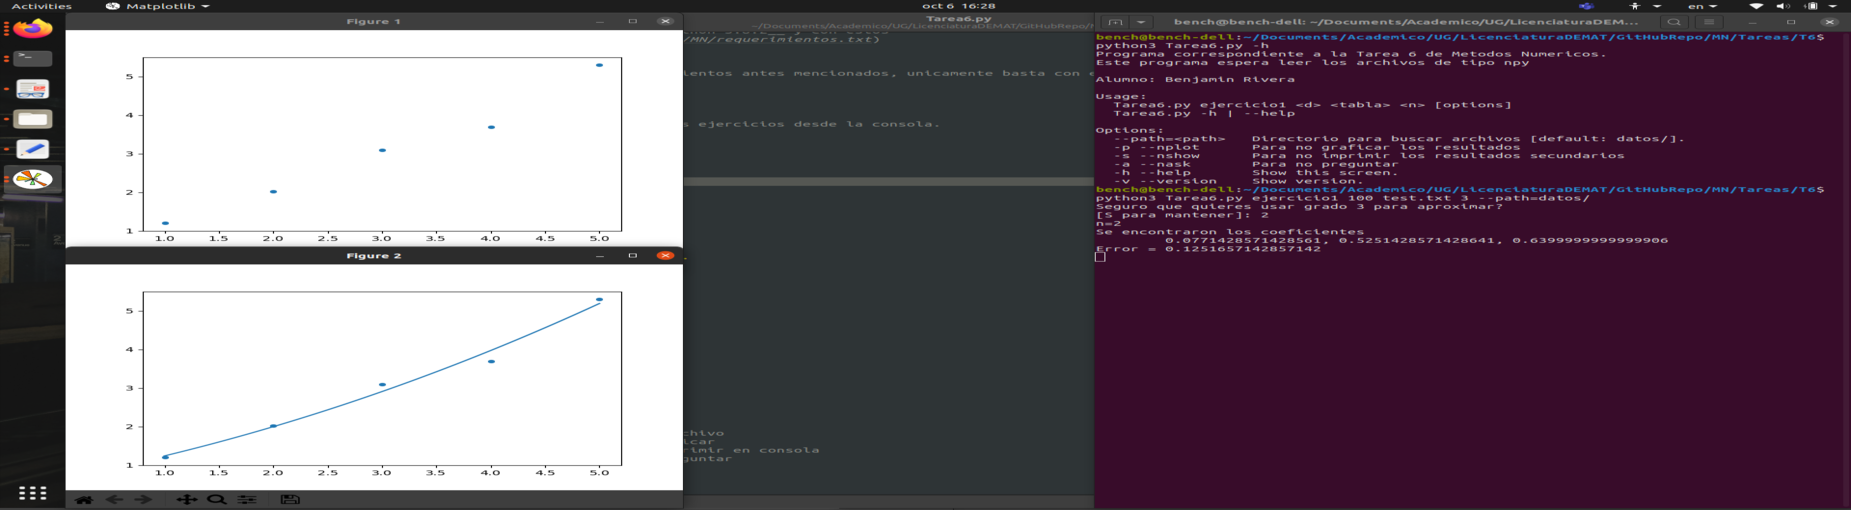 Activities
Matplotlib
oct 6 16:28
en
Figure 1
5
4
3
2
1
1.0 1.5 2.0 2.5 3.0 3.5 4.0 4.5 5.0
Figure 2
5
4
3
2
1
1.0 1.5 2.0 2.5 3.0 3.5 4.0 4.5 5.0
Tarea6.py
~/Documents/Academico/UG/LicenciaturaDEMAT/GitHubRepo/
y con estos
/MN/requerimientos.txt)
ientos antes mencionados, unicamente basta con e
s ejercicios desde la consola.
chivo
icar
rimir en consola
guntar
bench@bench-dell: ~/Documents/Academico/UG/LicenciaturaDEM...
bench@bench-dell:~/Documents/Academico/UG/LicenciaturaDEMAT/GitHubRepo/MN/Tareas/T6$
python3 Tarea6.py -h
Programa correspondiente a la Tarea 6 de Metodos Numericos.
Este programa espera leer los archivos de tipo npy
Alumno: Benjamin Rivera
Usage:
Tarea6.py ejercicio1 <d> <tabla> <n> [options]
Tarea6.py -h | --help
Options:
--path=<path> Directorio para buscar archivos [default: datos/].
-p --nplot Para no graficar los resultados
-s --nshow Para no imprimir los resultados secundarios
-a --nask Para no preguntar
-h --help Show this screen.
-v --version Show version.
bench@bench-dell:~/Documents/Academico/UG/LicenciaturaDEMAT/GitHubRepo/MN/Tareas/T6$
python3 Tarea6.py ejercicio1 100 test.txt 3 --path=datos/
Seguro que quieres usar grado 3 para aproximar?
[S para mantener]: 2
n=2
Se encontraron los coeficientes
0.0771428571428561, 0.5251428571428641, 0.6399999999999906
Error = 0.1251657142857142